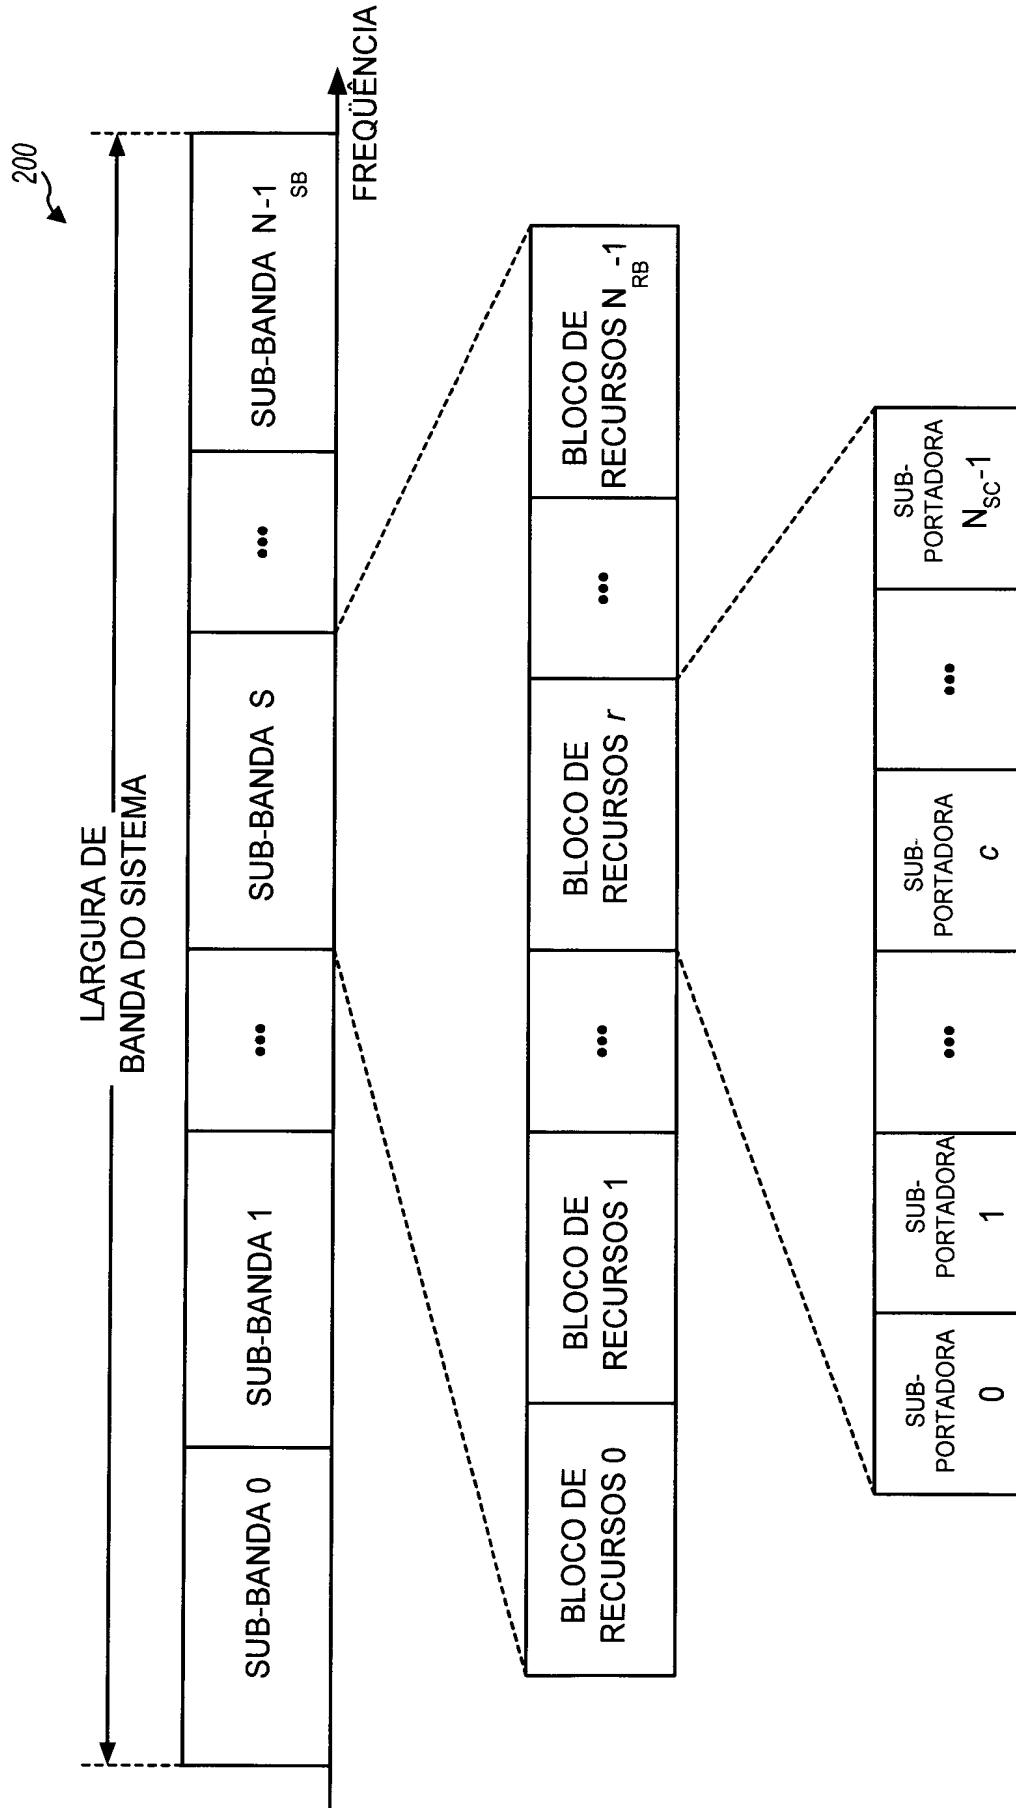 200
LARGURA DE
BANDA DO SISTEMA
SUB-BANDA 0
SUB-BANDA 1
•••
SUB-BANDA S
•••
SUB-BANDA N-1
SB
FREQÜÊNCIA
BLOCO DE
RECURSOS 0
BLOCO DE
RECURSOS 1
•••
BLOCO DE
RECURSOS r
•••
BLOCO DE
RECURSOS N -1
RB
SUB-
PORTADORA
0
SUB-
PORTADORA
1
•••
SUB-
PORTADORA
c
•••
SUB-
PORTADORA
NSC-1